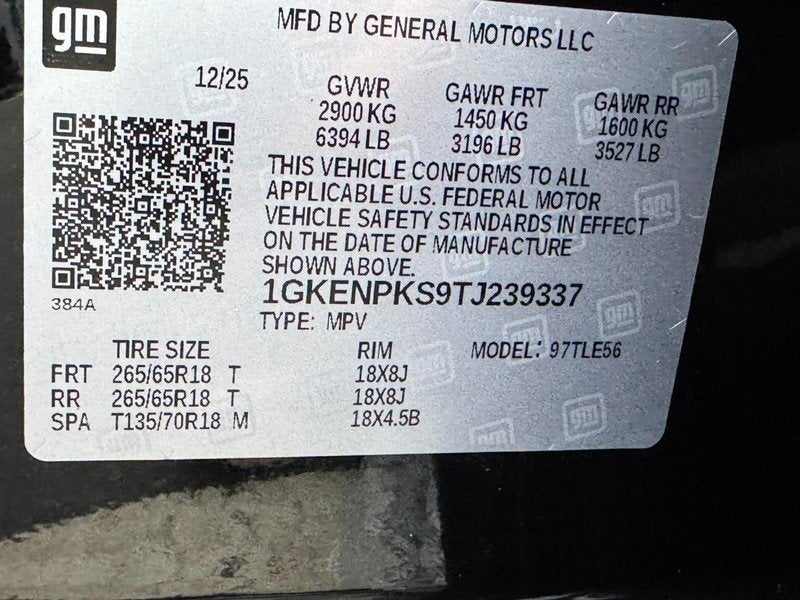 gm
MFD BY GENERAL MOTORS LLC
12/25
GVWR
2900 KG
6394 LB
GAWR FRT
1450 KG
3196 LB
GAWR RR
1600 KG
3527 LB
THIS VEHICLE CONFORMS TO ALL
APPLICABLE U.S. FEDERAL MOTOR
VEHICLE SAFETY STANDARDS IN EFFECT
ON THE DATE OF MANUFACTURE
SHOWN ABOVE.
384A
1GKENPKS9TJ239337
TYPE: MPV
TIRE SIZE RIM MODEL: 97TLE56
FRT 265/65R18 T 18X8J
RR 265/65R18 T 18X8J
SPA T135/70R18 M 18X4.5B